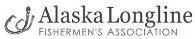 Alaska Longline
FISHERMEN'S ASSOCIATION